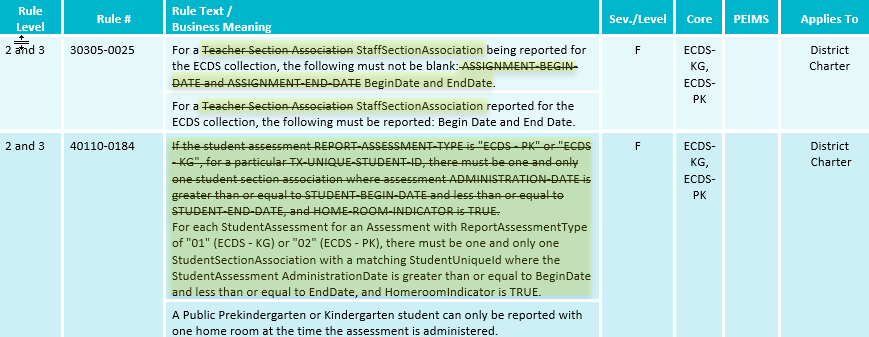 Rule Level Rule # Rule Text / Business Meaning Sev./Level Core PEIMS Applies To
2 and 3 30305-0025 For a Teacher Section Association StaffSectionAssociation being reported for F ECDS- District
the ECDS collection, the following must not be blank: ASSIGNMENT-BEGIN- KG, Charter
DATE and ASSIGNMENT-END-DATE BeginDate and EndDate. ECDS-
PK
For a Teacher Section Association StaffSectionAssociation reported for the
ECDS collection, the following must be reported: Begin Date and End Date.
2 and 3 40110-0184 If the student assessment REPORT-ASSESSMENT-TYPE is "ECDS - PK" or "ECDS F ECDS- District
- KG", for a particular TX-UNIQUE-STUDENT-ID, there must be one and only KG, Charter
one student section association where assessment ADMINISTRATION-DATE is ECDS-
greater than or equal to STUDENT-BEGIN-DATE and less than or equal to PK
STUDENT-END-DATE, and HOME-ROOM-INDICATOR is TRUE.
For each StudentAssessment for an Assessment with ReportAssessmentType
of "01" (ECDS - KG) or "02" (ECDS - PK), there must be one and only one
StudentSectionAssociation with a matching StudentUniqueId where the
StudentAssessment AdministrationDate is greater than or equal to BeginDate
and less than or equal to EndDate, and HomeroomIndicator is TRUE.
A Public Prekindergarten or Kindergarten student can only be reported with
one home room at the time the assessment is administered.